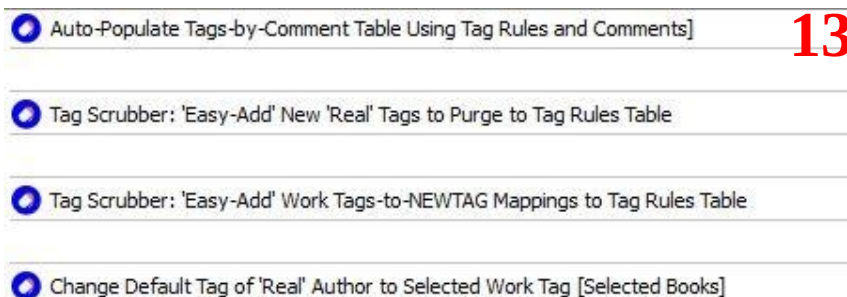 Auto-Populate Tags-by-Comment Table Using Tag Rules and Comments]
13
Tag Scrubber: 'Easy-Add' New 'Real' Tags to Purge to Tag Rules Table
Tag Scrubber: 'Easy-Add' Work Tags-to-NEWTAG Mappings to Tag Rules Table
Change Default Tag of 'Real' Author to Selected Work Tag [Selected Books]